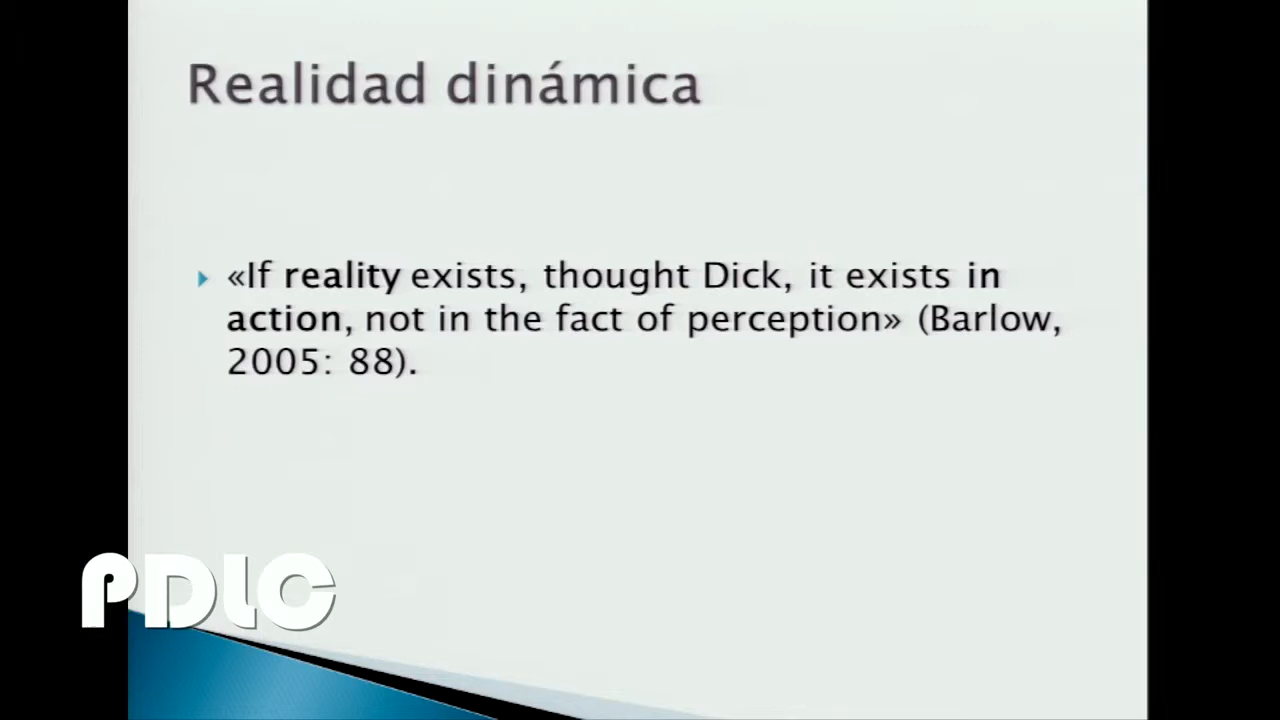 Realidad dinámica
«If reality exists, thought Dick, it exists in
action, not in the fact of perception» (Barlow,
2005: 88).
PDLC